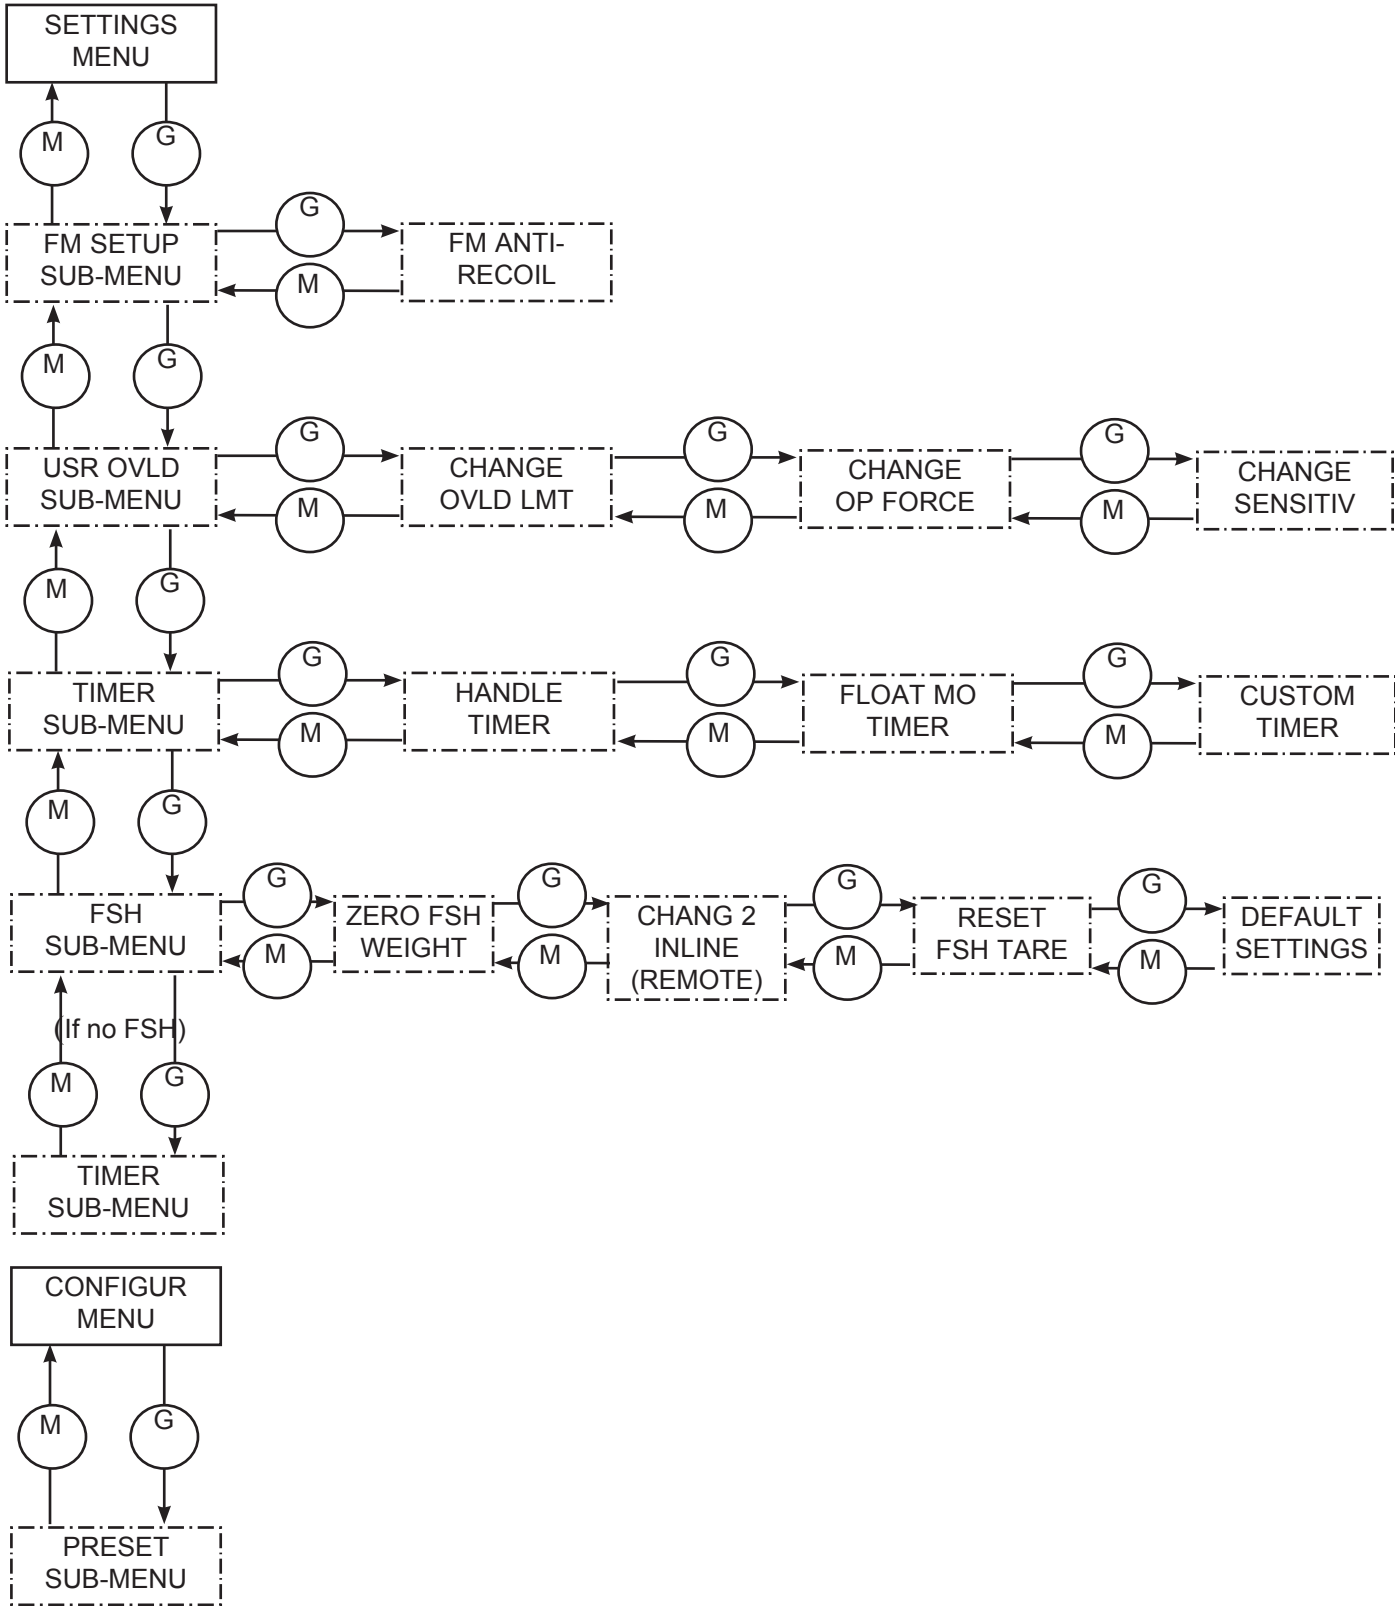 SETTINGS
MENU
M
G
FM SETUP
SUB-MENU
G
M
FM ANTI-
RECOIL
M
G
USR OVLD
SUB-MENU
G
M
CHANGE
OVLD LMT
G
M
CHANGE
OP FORCE
G
M
CHANGE
SENSITIV
M
G
TIMER
SUB-MENU
G
M
HANDLE
TIMER
G
M
FLOAT MO
TIMER
G
M
CUSTOM
TIMER
M
G
FSH
SUB-MENU
G
M
ZERO FSH
WEIGHT
G
M
CHANG 2
INLINE
(REMOTE)
G
M
RESET
FSH TARE
G
M
DEFAULT
SETTINGS
(If no FSH)
M
G
TIMER
SUB-MENU
CONFIGUR
MENU
M
G
PRESET
SUB-MENU